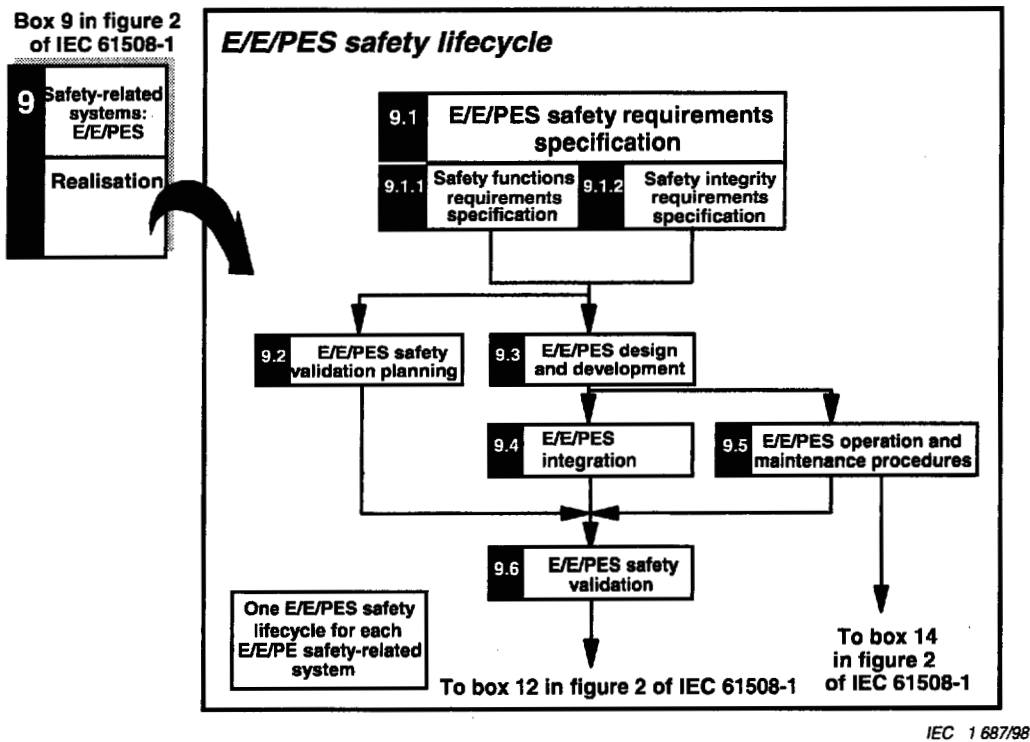 Box 9 in figure 2
of IEC 61508-1
9
Safety-related
systems:
E/E/PES
Realisation
E/E/PES safety lifecycle
9.1
E/E/PES safety requirements
specification
9.1.1
Safety functions
requirements
specification
9.1.2
Safety integrity
requirements
specification
9.2
E/E/PES safety
validation planning
9.3
E/E/PES design
and development
9.4
E/E/PES
integration
9.5
E/E/PES operation and
maintenance procedures
9.6
E/E/PES safety
validation
One E/E/PES safety
lifecycle for each
E/E/PE safety-related
system
To box 12 in figure 2 of IEC 61508-1
To box 14
in figure 2
of IEC 61508-1
IEC 1 687/98